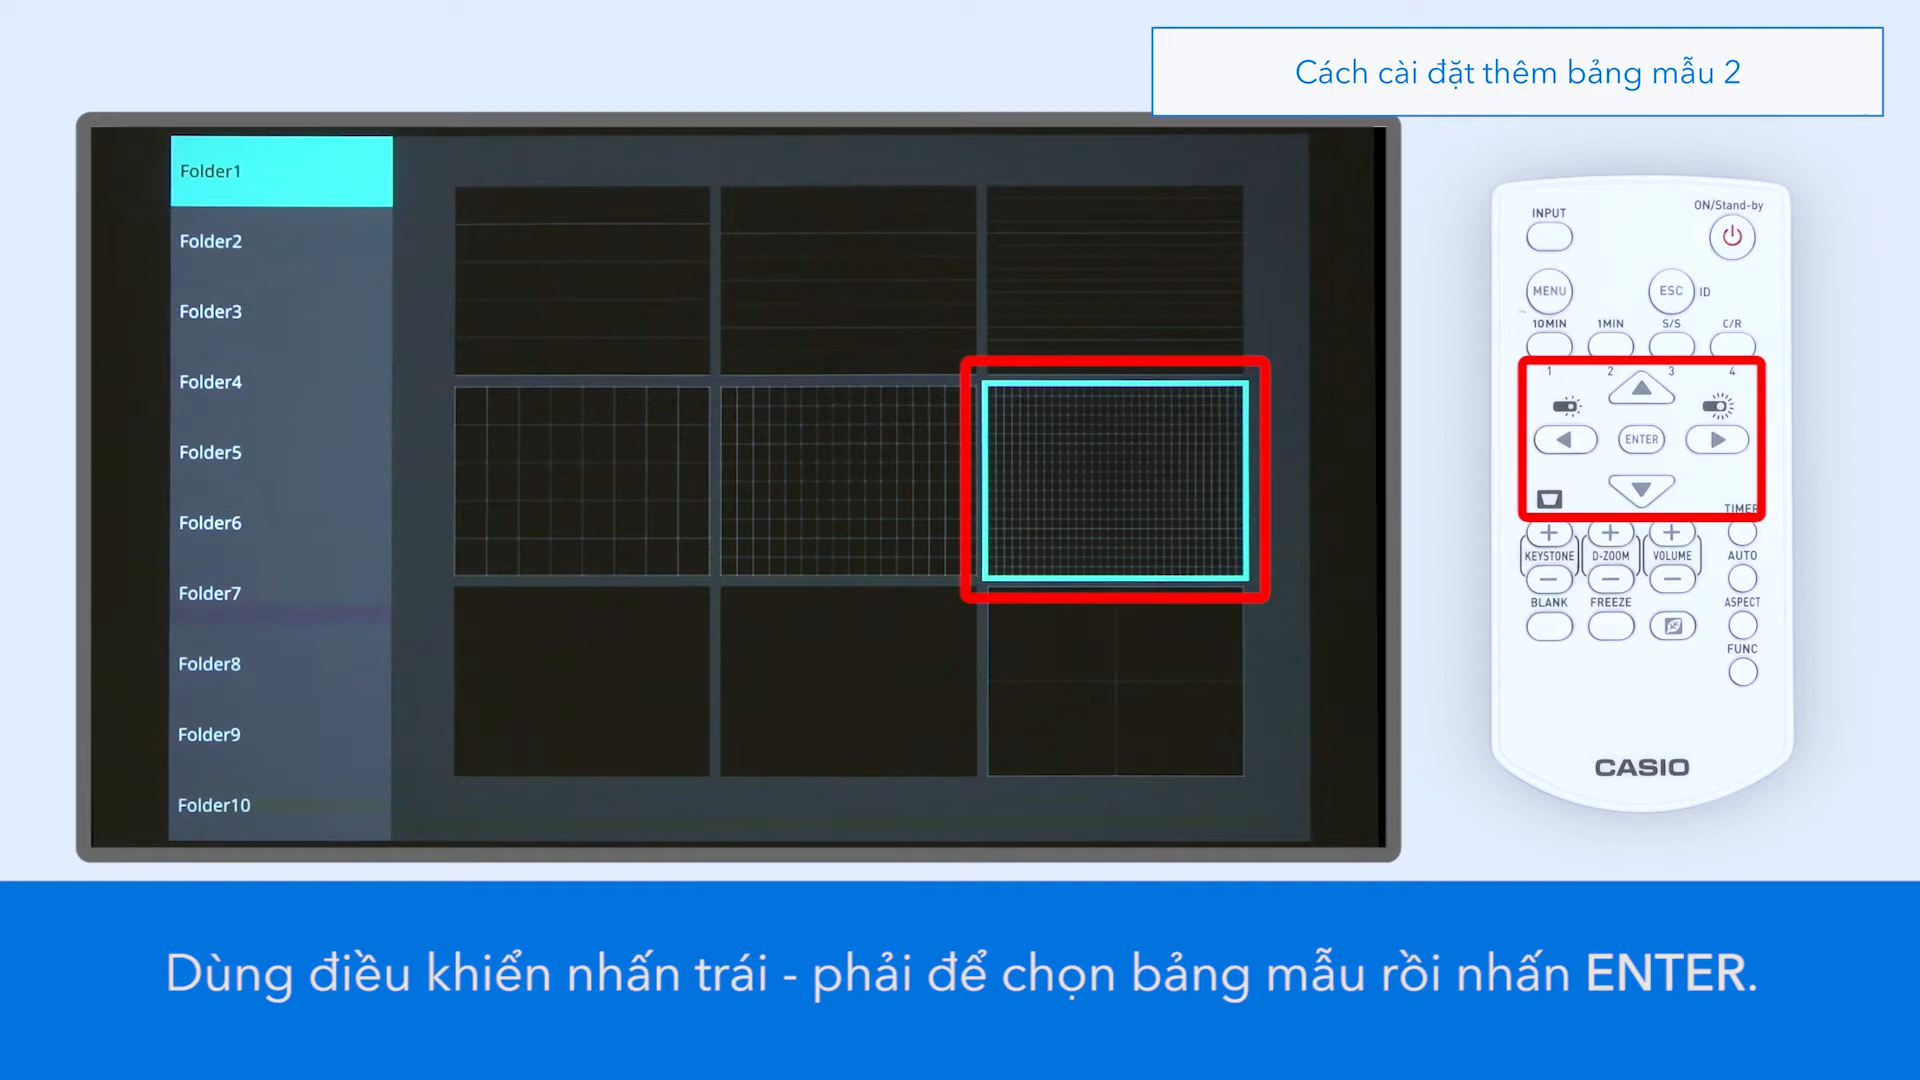 Cách cài đặt thêm bảng mẫu 2
Folder1
Folder2
Folder3
Folder4
Folder5
Folder6
Folder7
Folder8
Folder9
Folder10
INPUT
ON/Stand-by
MENU
ESC
ID
10MIN
1MIN
S/S
C/R
1
2
3
4
ENTER
TIMER
KEYSTONE
D-ZOOM
VOLUME
AUTO
BLANK
FREEZE
ASPECT
FUNC
CASIO
Dùng điều khiển nhấn trái - phải để chọn bảng mẫu rồi nhấn ENTER.